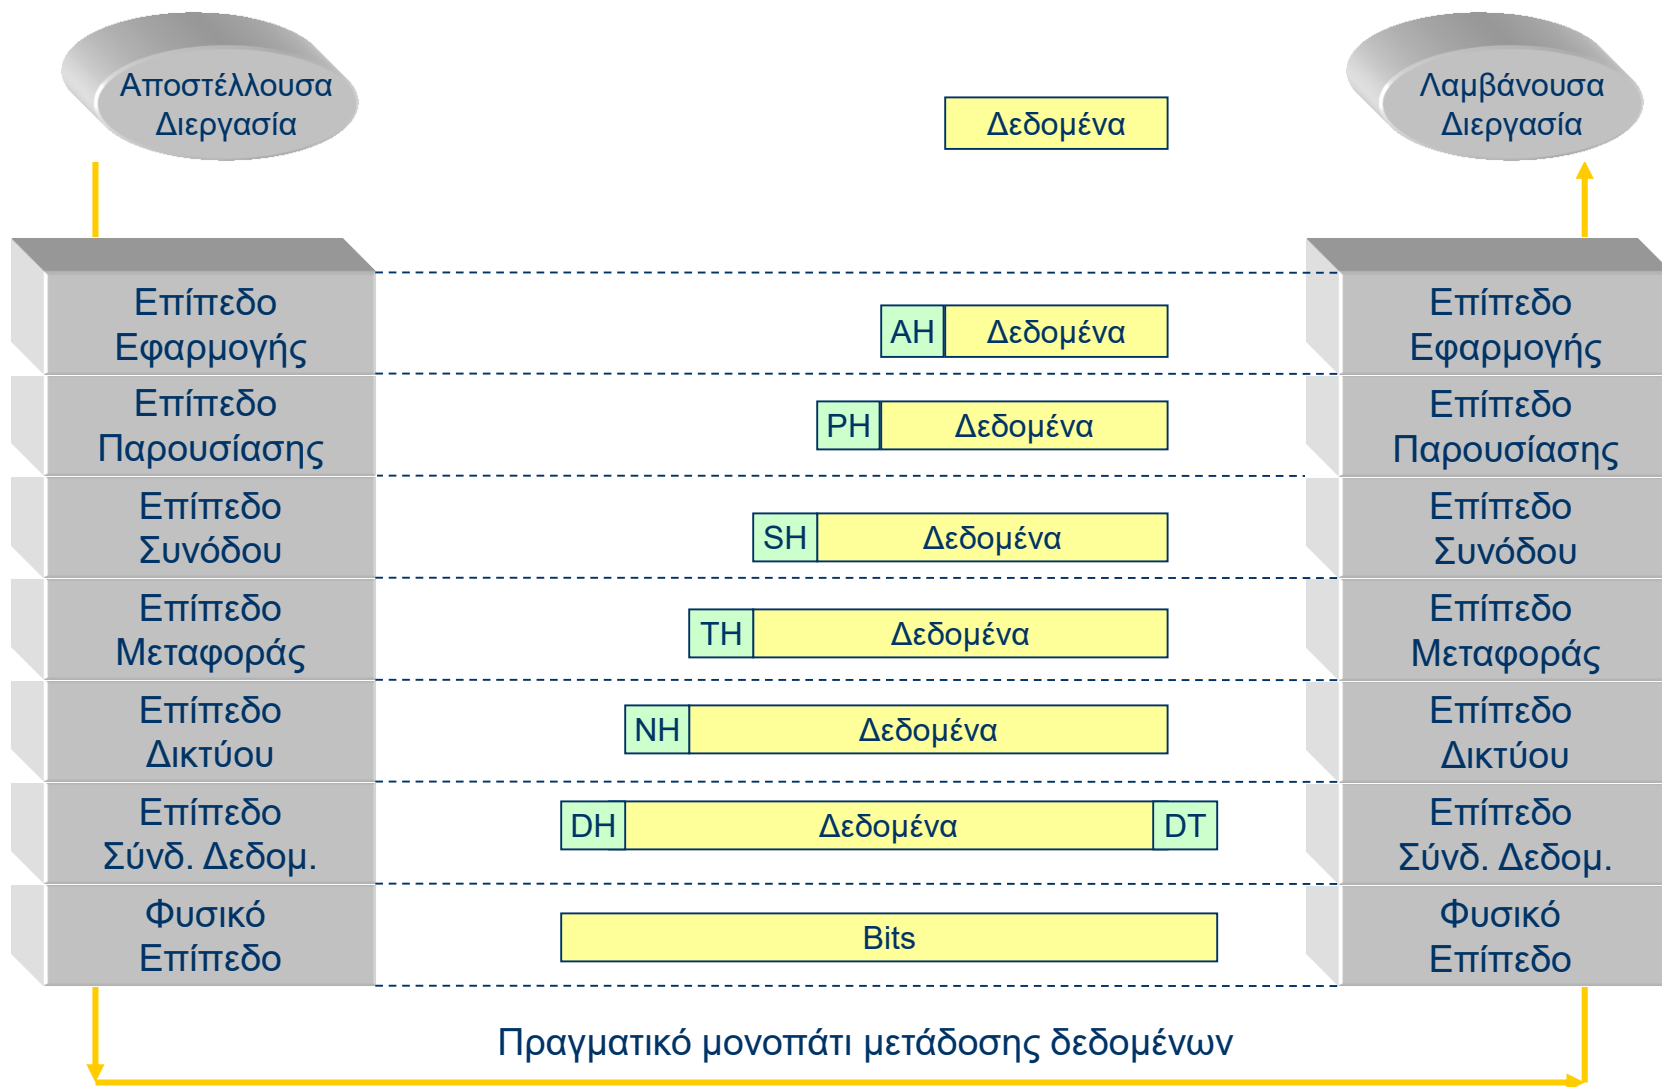 Αποστέλλουσα
Διεργασία
Δεδομένα
Λαμβάνουσα
Διεργασία
Επίπεδο
Εφαρμογής
AH
Δεδομένα
Επίπεδο
Εφαρμογής
Επίπεδο
Παρουσίασης
PH
Δεδομένα
Επίπεδο
Παρουσίασης
Επίπεδο
Συνόδου
SH
Δεδομένα
Επίπεδο
Συνόδου
Επίπεδο
Μεταφοράς
TH
Δεδομένα
Επίπεδο
Μεταφοράς
Επίπεδο
Δικτύου
NH
Δεδομένα
Επίπεδο
Δικτύου
Επίπεδο
Σύνδ. Δεδομ.
DH
Δεδομένα
DT
Επίπεδο
Σύνδ. Δεδομ.
Φυσικό
Επίπεδο
Bits
Φυσικό
Επίπεδο
Πραγματικό μονοπάτι μετάδοσης δεδομένων